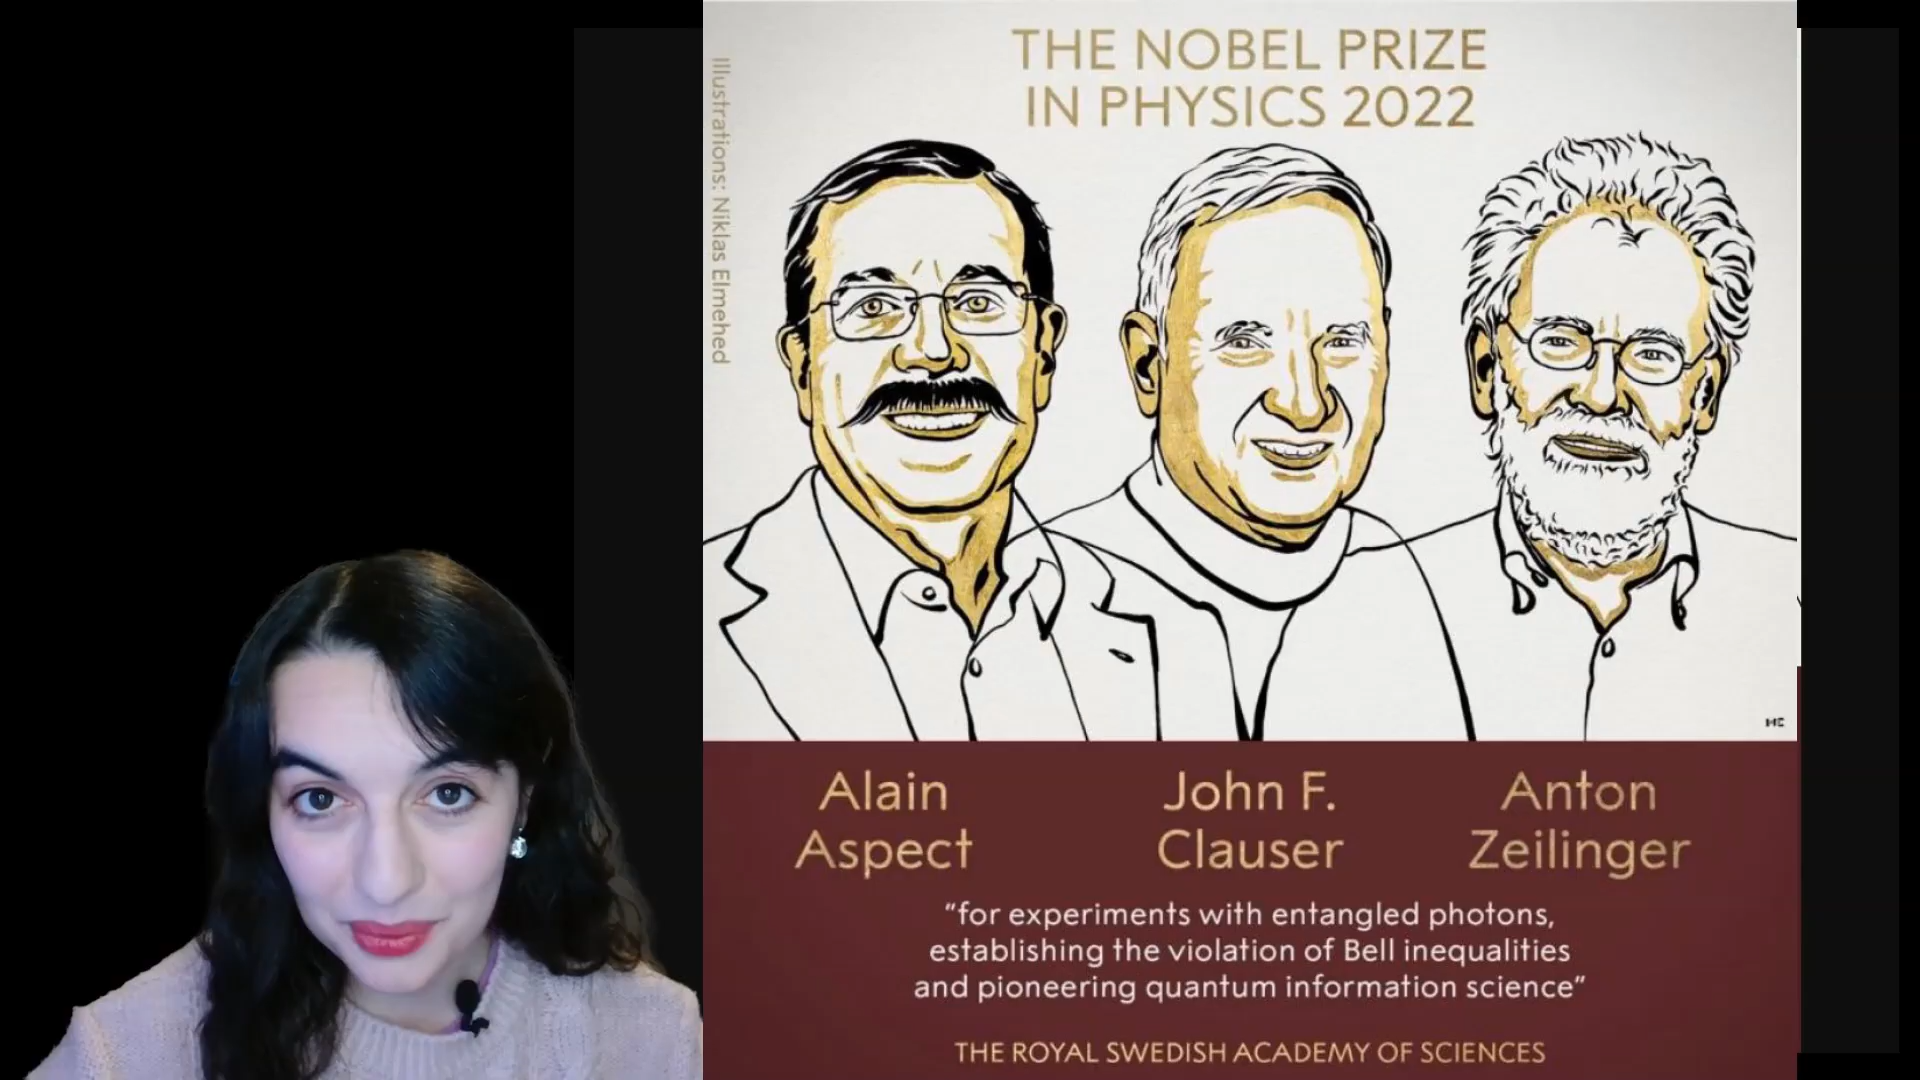 THE NOBEL PRIZE
IN PHYSICS 2022
Illustrations: Niklas Elmehed
Alain
Aspect
John F.
Clauser
Anton
Zeilinger
“for experiments with entangled photons,
establishing the violation of Bell inequalities
and pioneering quantum information science”
THE ROYAL SWEDISH ACADEMY OF SCIENCES